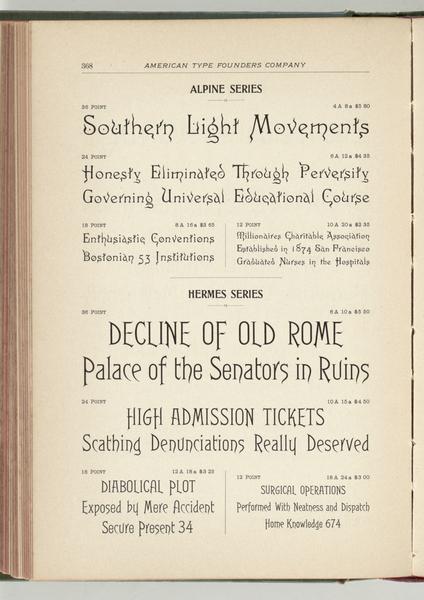 368 AMERICAN TYPE FOUNDERS COMPANY
ALPINE SERIES
36 POINT 4 A 8 a $5 80
Southern Light Movements
24 POINT 6 A 12 a $4 35
Honesty Eliminated Through Perversity
Governing Universal Educational Course
18 POINT 8 A 16 a $3 65
Enthusiastic Conventions
Bostonian 53 Institutions
12 POINT 10 A 20 a $2 35
Millionaires Charitable Association
Established in 1874 San Francisco
Graduated Nurses in the Hospitals
HERMES SERIES
36 POINT 6 A 10 a $5 50
DECLINE OF OLD ROME
Palace of the Senators in Ruins
24 POINT 10 A 15 a $4 50
HIGH ADMISSION TICKETS
Scathing Denunciations Really Deserved
18 POINT 12 A 18 a $3 25
DIABOLICAL PLOT
Exposed by Mere Accident
Secure Present 34
12 POINT 18 A 24 a $3 00
SURGICAL OPERATIONS
Performed With Neatness and Dispatch
Home Knowledge 674